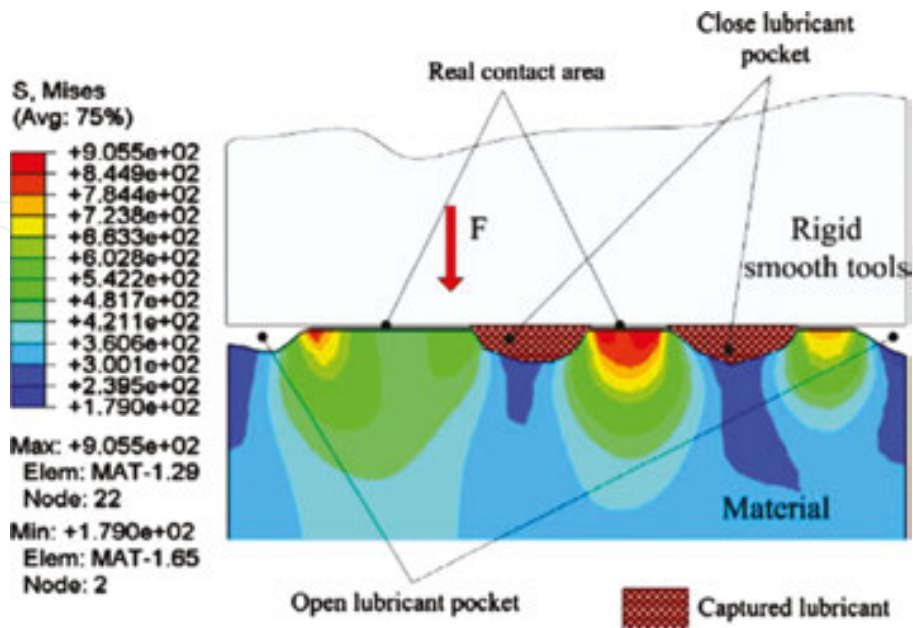 Close lubricant
pocket
Real contact area
S, Mises
(Avg: 75%)
+9.055e+02
+8.449e+02
+7.844e+02
+7.238e+02
+6.633e+02
+6.028e+02
+5.422e+02
+4.817e+02
+4.211e+02
+3.606e+02
+3.001e+02
+2.395e+02
+1.790e+02
F
Rigid
smooth tools
Max: +9.055e+02
Elem: MAT-1.29
Node: 22
Min: +1.790e+02
Elem: MAT-1.65
Node: 2
Material
Open lubricant pocket
Captured lubricant